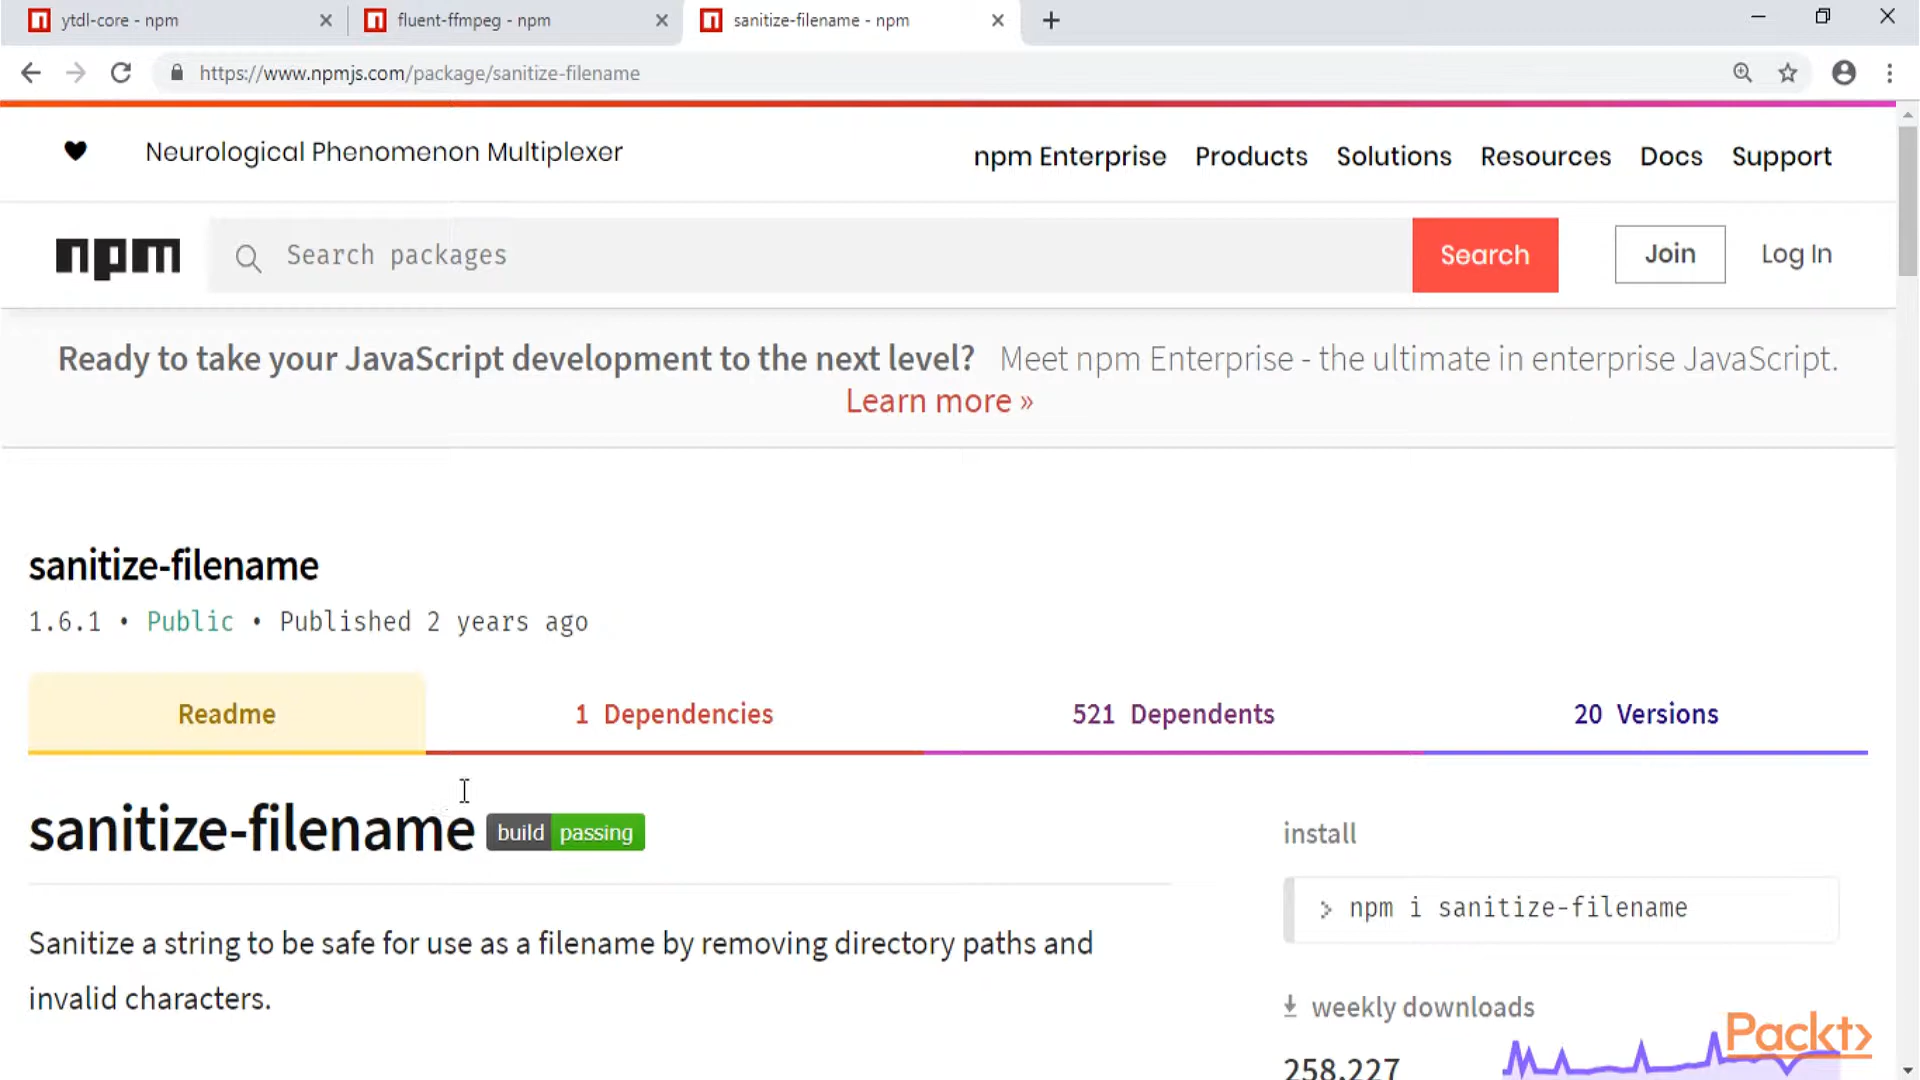 ytdl-core - npm
fluent-ffmpeg - npm
sanitize-filename - npm
https://www.npmjs.com/package/sanitize-filename
Neurological Phenomenon Multiplexer
npm Enterprise
Products
Solutions
Resources
Docs
Support
npm
Search packages
Search
Join
Log In
Ready to take your JavaScript development to the next level? Meet npm Enterprise - the ultimate in enterprise JavaScript.
Learn more »
sanitize-filename
1.6.1 • Public • Published 2 years ago
Readme
1 Dependencies
521 Dependents
20 Versions
sanitize-filename
build passing
install
> npm i sanitize-filename
Sanitize a string to be safe for use as a filename by removing directory paths and
invalid characters.
weekly downloads
258,227
Packt>